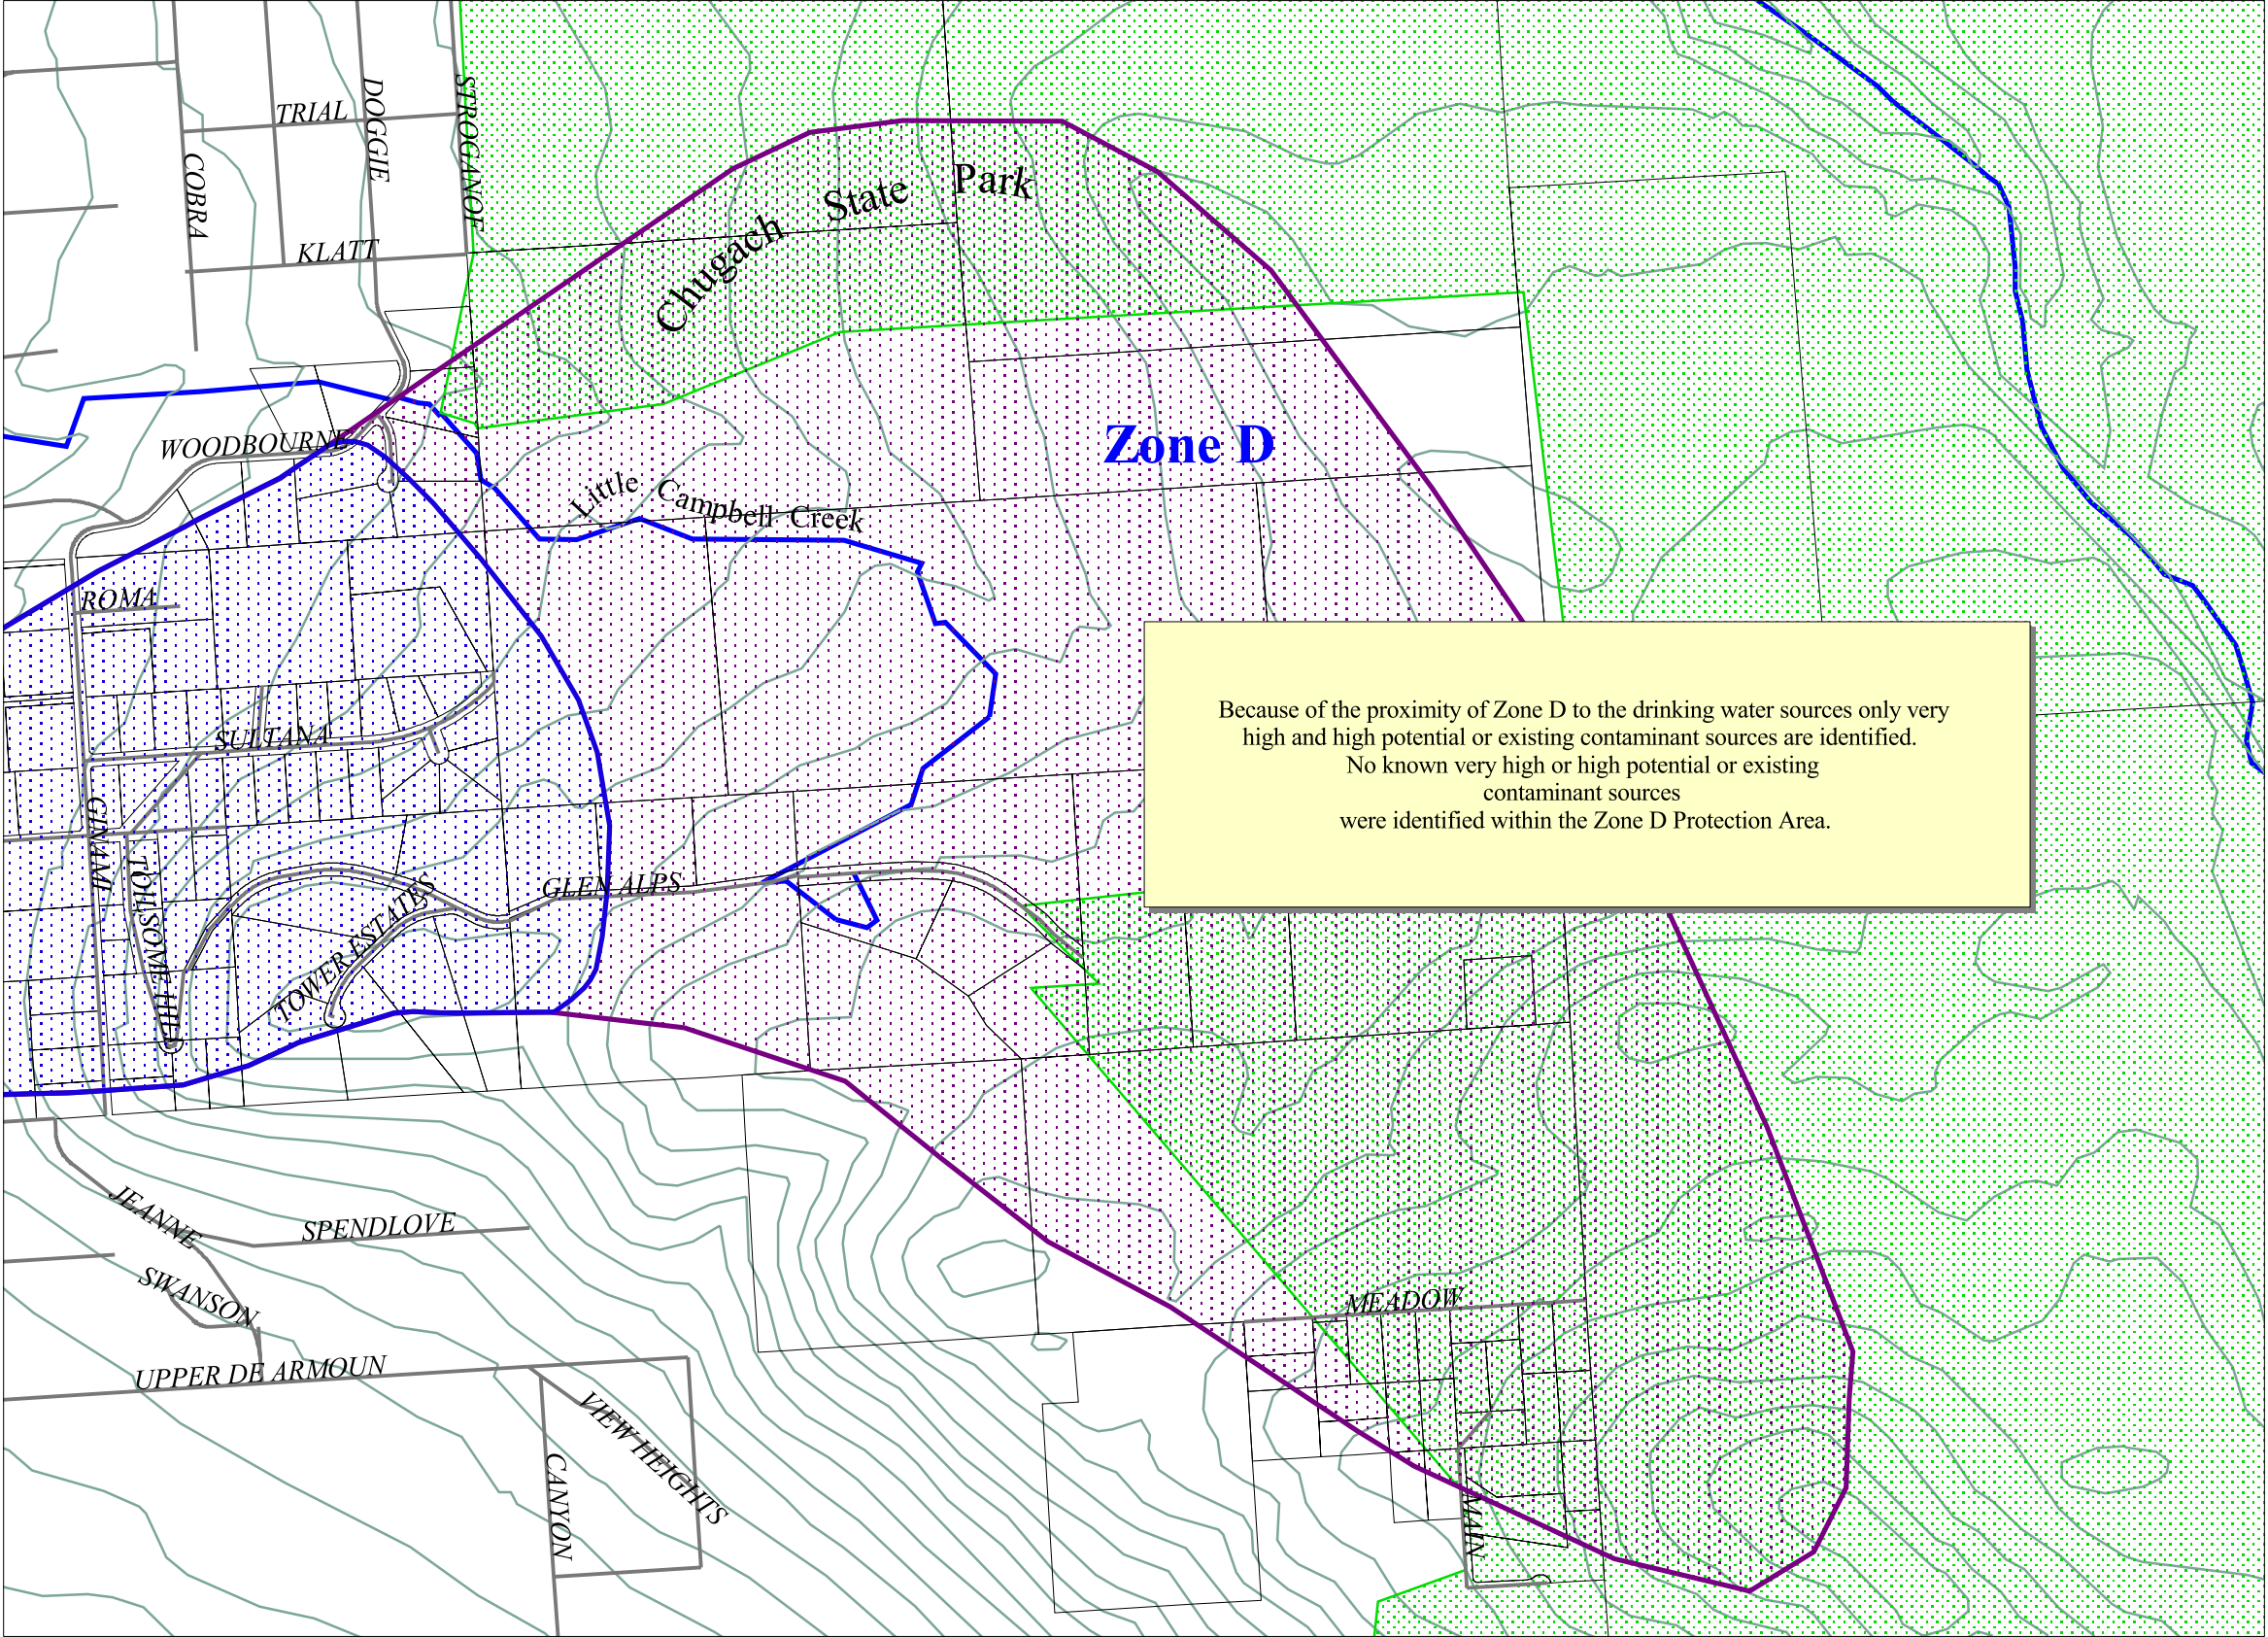 TRIAL
DOGGIE
STROGANOF
COBRA
KLATT
Chugach State Park
WOODBOURNE
Zone D
Little Campbell Creek
ROMA
SULTANA
Because of the proximity of Zone D to the drinking water sources only very
high and high potential or existing contaminant sources are identified.
No known very high or high potential or existing
contaminant sources
were identified within the Zone D Protection Area.
GINAMI
TOILSOME HILL
GLEN ALPS
TOWER ESTATES
JEANNE
SPENDLOVE
SWANSON
MEADOW
UPPER DE ARMOUN
VIEW HEIGHTS
CANYON
MAIN